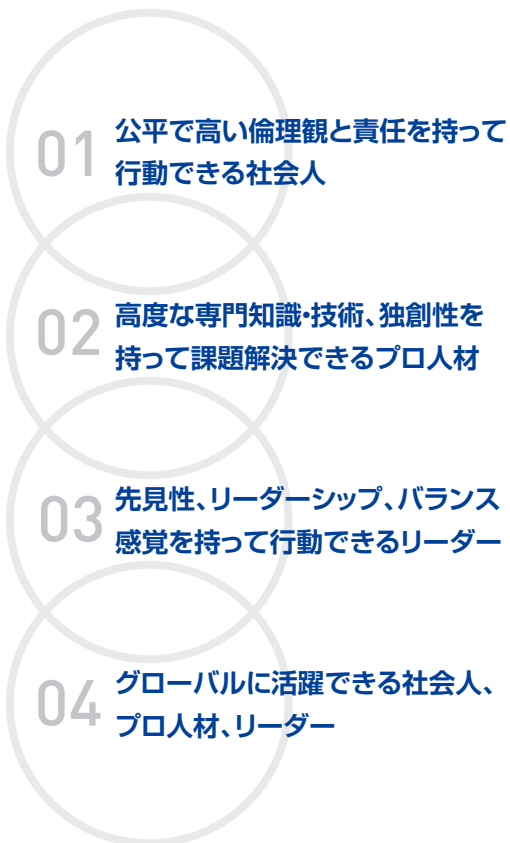 01
公平で高い倫理観と責任を持って
行動できる社会人
02
高度な専門知識・技術、独創性を
持って課題解決できるプロ人材
03
先見性、リーダーシップ、バランス
感覚を持って行動できるリーダー
04
グローバルに活躍できる社会人、
プロ人材、リーダー